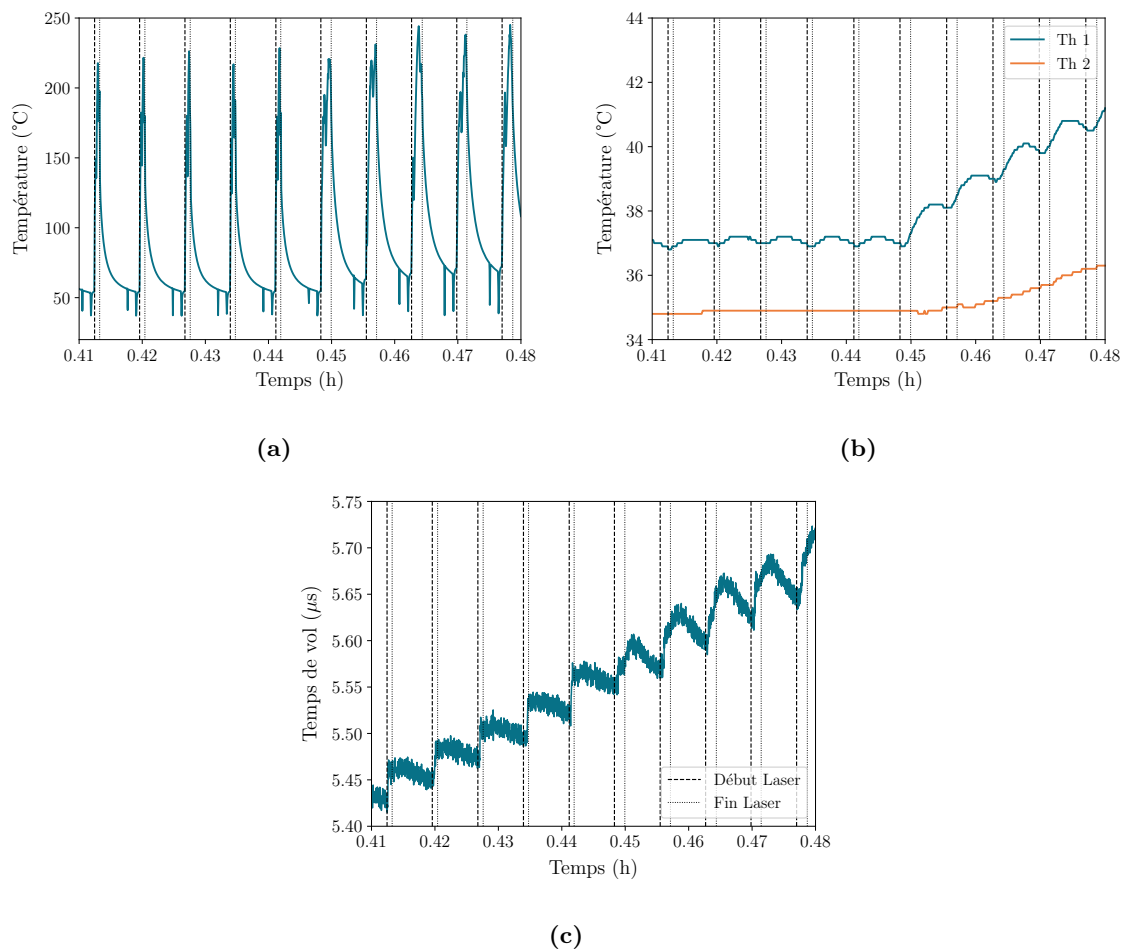 250
200
150
100
50
0.41 0.42 0.43 0.44 0.45 0.46 0.47 0.48
Température (°C)
Temps (h)
(a)
44
42
40
38
36
34
0.41 0.42 0.43 0.44 0.45 0.46 0.47 0.48
Température (°C)
Temps (h)
Th 1
Th 2
(b)
5.75
5.70
5.65
5.60
5.55
5.50
5.45
5.40
0.41 0.42 0.43 0.44 0.45 0.46 0.47 0.48
Temps de vol (µs)
Temps (h)
Début Laser
Fin Laser
(c)